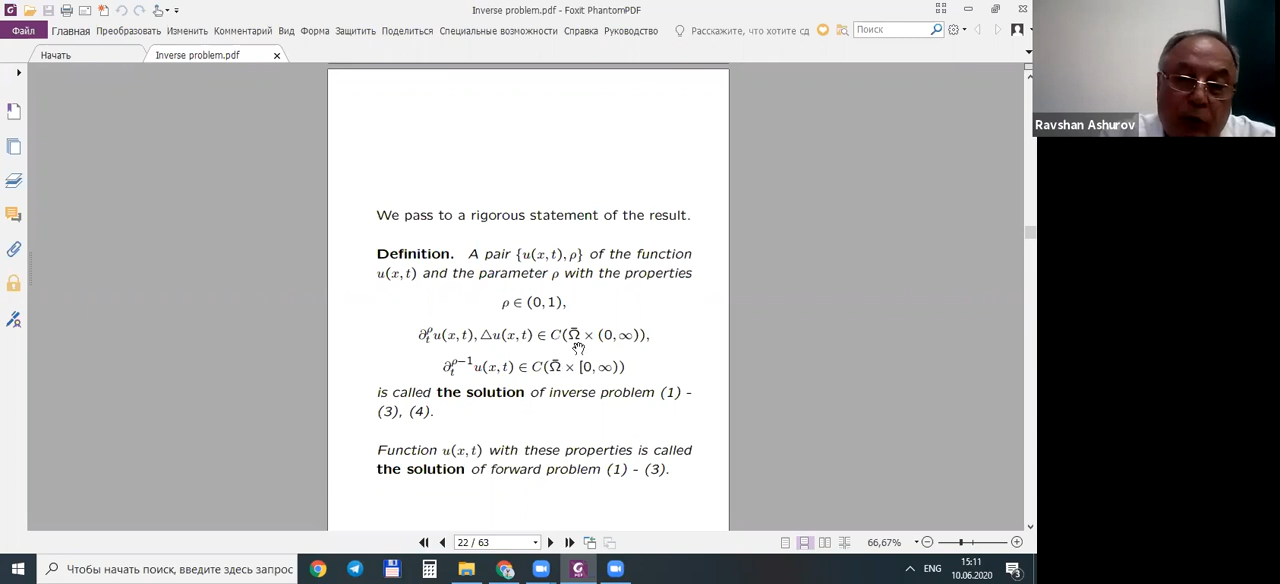 Inverse problem.pdf - Foxit PhantomPDF
Файл Главная Преобразовать Изменить Комментарий Вид Форма Защитить Поделиться Специальные возможности Справка Руководство Расскажите, что хотите сд Поиск
Начать Inverse problem.pdf
Ravshan Ashurov
We pass to a rigorous statement of the result.
Definition. A pair {u(x,t), ρ} of the function
u(x,t) and the parameter ρ with the properties
ρ ∈ (0, 1),
∂ₜ^ρ u(x,t), △u(x,t) ∈ C(Ω̄ × (0,∞)),
∂ₜ^{ρ−1} u(x,t) ∈ C(Ω̄ × [0,∞))
is called the solution of inverse problem (1) -
(3), (4).
Function u(x,t) with these properties is called
the solution of forward problem (1) - (3).
22 / 63 66,67%
Чтобы начать поиск, введите здесь запрос ENG 15:11
10.06.2020 3